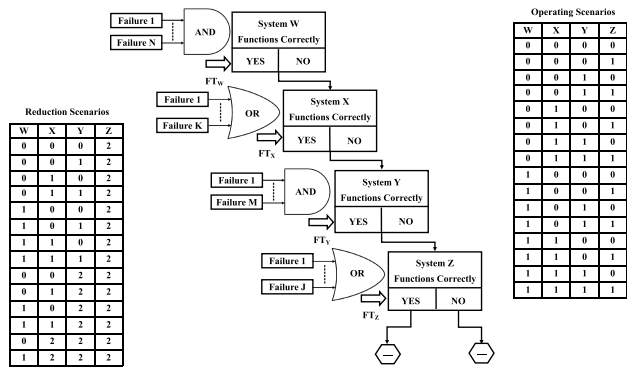 Operating Scenarios
W X Y Z
0 0 0 0
0 0 0 1
0 0 1 0
0 0 1 1
0 1 0 0
0 1 0 1
0 1 1 0
0 1 1 1
1 0 0 0
1 0 0 1
1 0 1 0
1 0 1 1
1 1 0 0
1 1 0 1
1 1 1 0
1 1 1 1
Failure 1
Failure N
AND
FTW
System W
Functions Correctly
YES NO
Failure 1
Failure K
OR
FTX
System X
Functions Correctly
YES NO
Failure 1
Failure M
AND
FTY
System Y
Functions Correctly
YES NO
Failure 1
Failure J
OR
FTZ
System Z
Functions Correctly
YES NO
Reduction Scenarios
W X Y Z
0 0 0 2
0 0 1 2
0 1 0 2
0 1 1 2
1 0 0 2
1 0 1 2
1 1 0 2
1 1 1 2
0 0 2 2
0 1 2 2
1 0 2 2
1 1 2 2
0 2 2 2
1 2 2 2